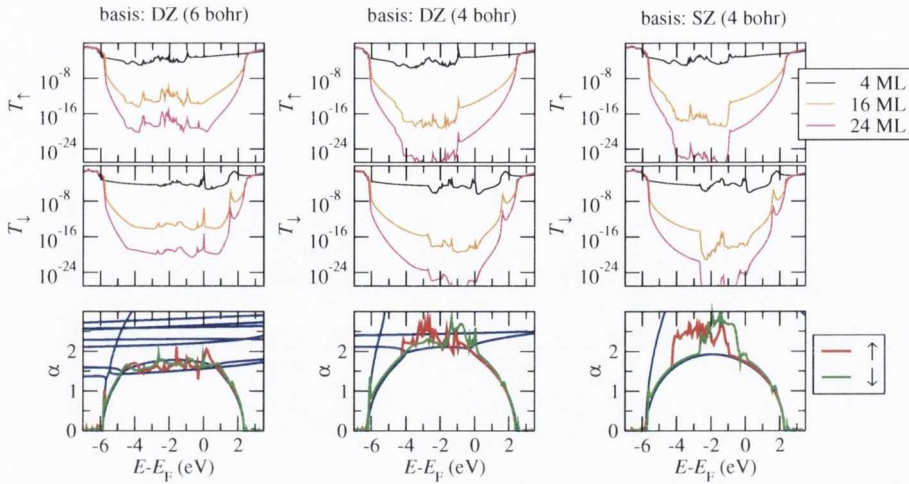 basis: DZ (6 bohr)
basis: DZ (4 bohr)
basis: SZ (4 bohr)
T↑
10⁻⁸
10⁻¹⁶
10⁻²⁴
T↑
10⁻⁸
10⁻¹⁶
10⁻²⁴
T↑
10⁻⁸
10⁻¹⁶
10⁻²⁴
4 ML
16 ML
24 ML
T↓
10⁻⁸
10⁻¹⁶
10⁻²⁴
T↓
10⁻⁸
10⁻¹⁶
10⁻²⁴
T↓
10⁻⁸
10⁻¹⁶
10⁻²⁴
α
2
1
0
α
2
1
0
α
2
1
0
↑
↓
-6 -4 -2 0 2
-6 -4 -2 0 2
-6 -4 -2 0 2
E-E_F (eV)
E-E_F (eV)
E-E_F (eV)